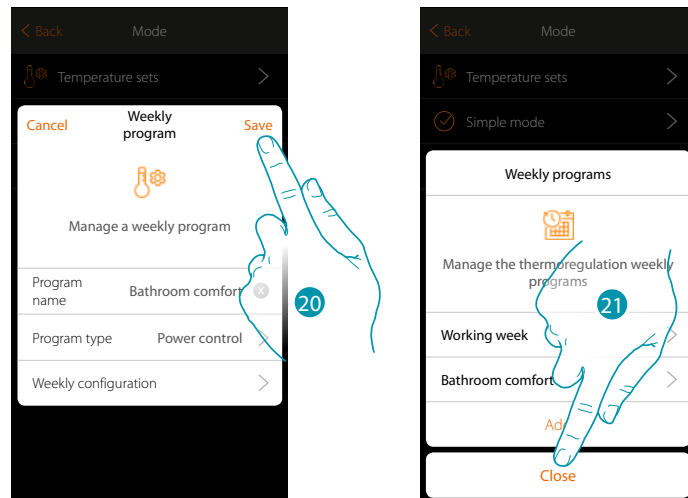 Back Mode
Temperature sets
Cancel Weekly program Save
Manage a weekly program
Program name Bathroom comfort X
Program type Power control
Weekly configuration
20
Back Mode
Temperature sets
Simple mode
Weekly programs
Manage the thermoregulation weekly
programs
21
Working week
Bathroom comfort
Close